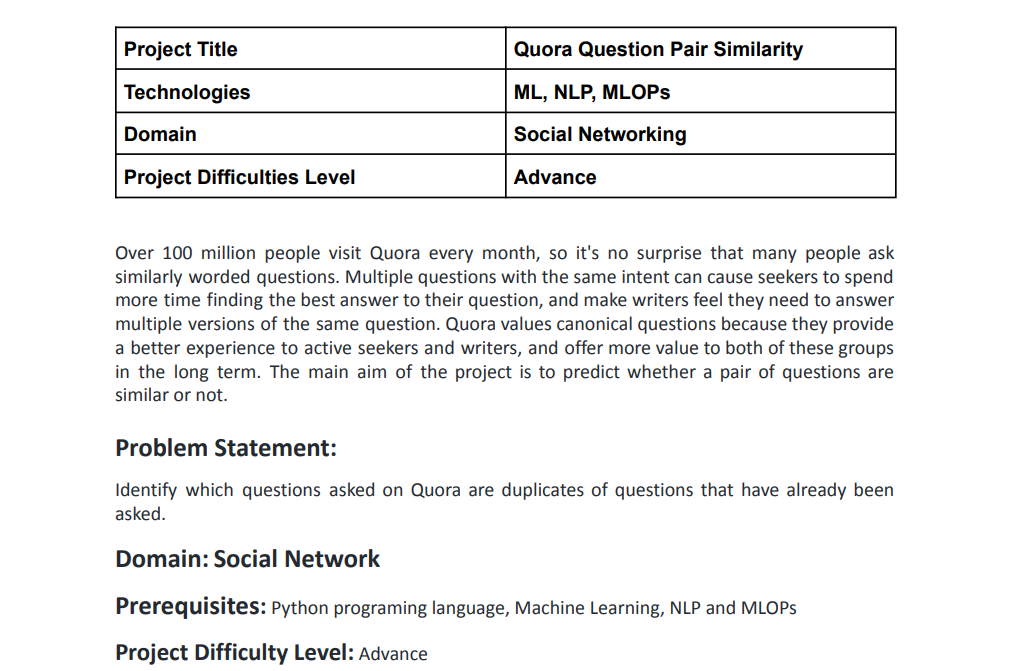 Project Title Quora Question Pair Similarity
Technologies ML, NLP, MLOPs
Domain Social Networking
Project Difficulties Level Advance
Over 100 million people visit Quora every month, so it's no surprise that many people ask
similarly worded questions. Multiple questions with the same intent can cause seekers to spend
more time finding the best answer to their question, and make writers feel they need to answer
multiple versions of the same question. Quora values canonical questions because they provide
a better experience to active seekers and writers, and offer more value to both of these groups
in the long term. The main aim of the project is to predict whether a pair of questions are
similar or not.
Problem Statement:
Identify which questions asked on Quora are duplicates of questions that have already been
asked.
Domain: Social Network
Prerequisites: Python programing language, Machine Learning, NLP and MLOPs
Project Difficulty Level: Advance